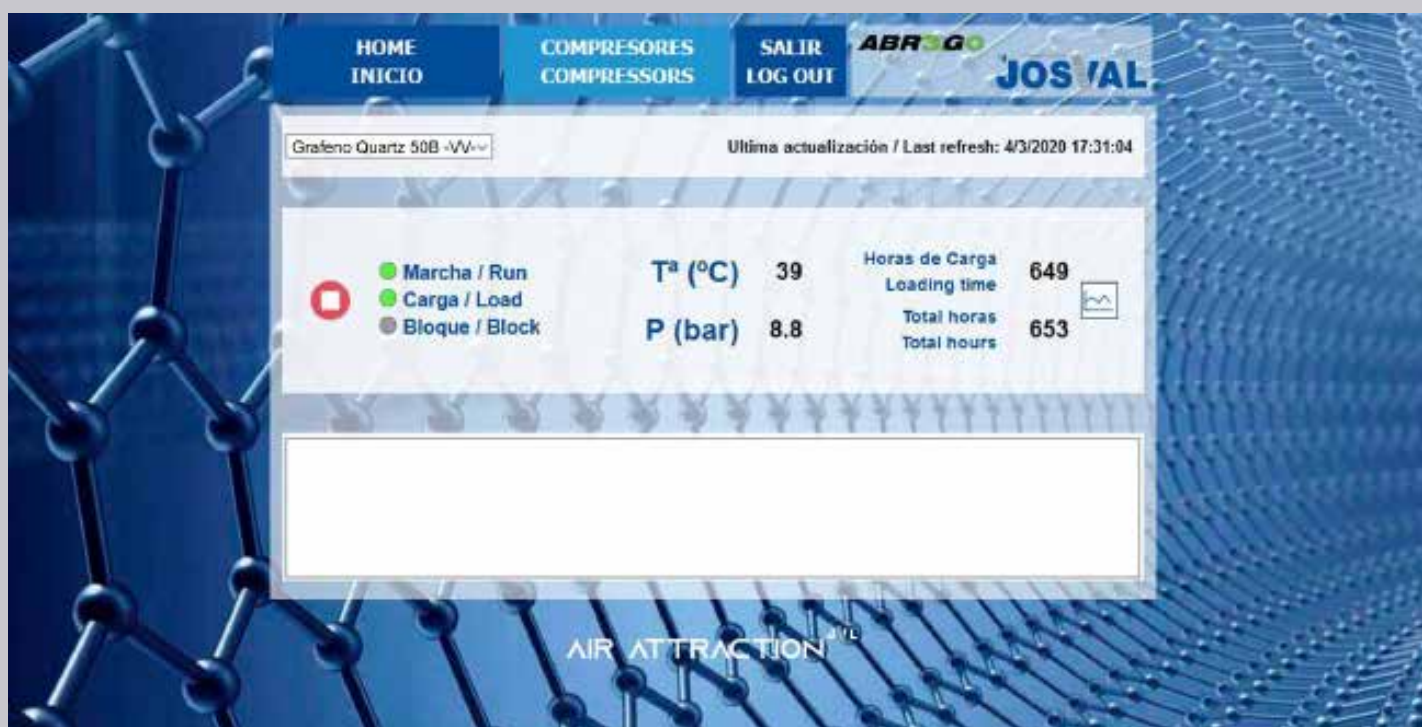 HOME
INICIO
COMPRESORES
COMPRESSORS
SALIR
LOG OUT
ABR3GO
JOSVAL
Grafeno Quartz 50B -VV--
Ultima actualización / Last refresh: 4/3/2020 17:31:04
Marcha / Run
Carga / Load
Bloque / Block
Tª (ºC) 39
P (bar) 8.8
Horas de Carga
Loading time
649
Total horas
Total hours
653
AIR ATTRACTION